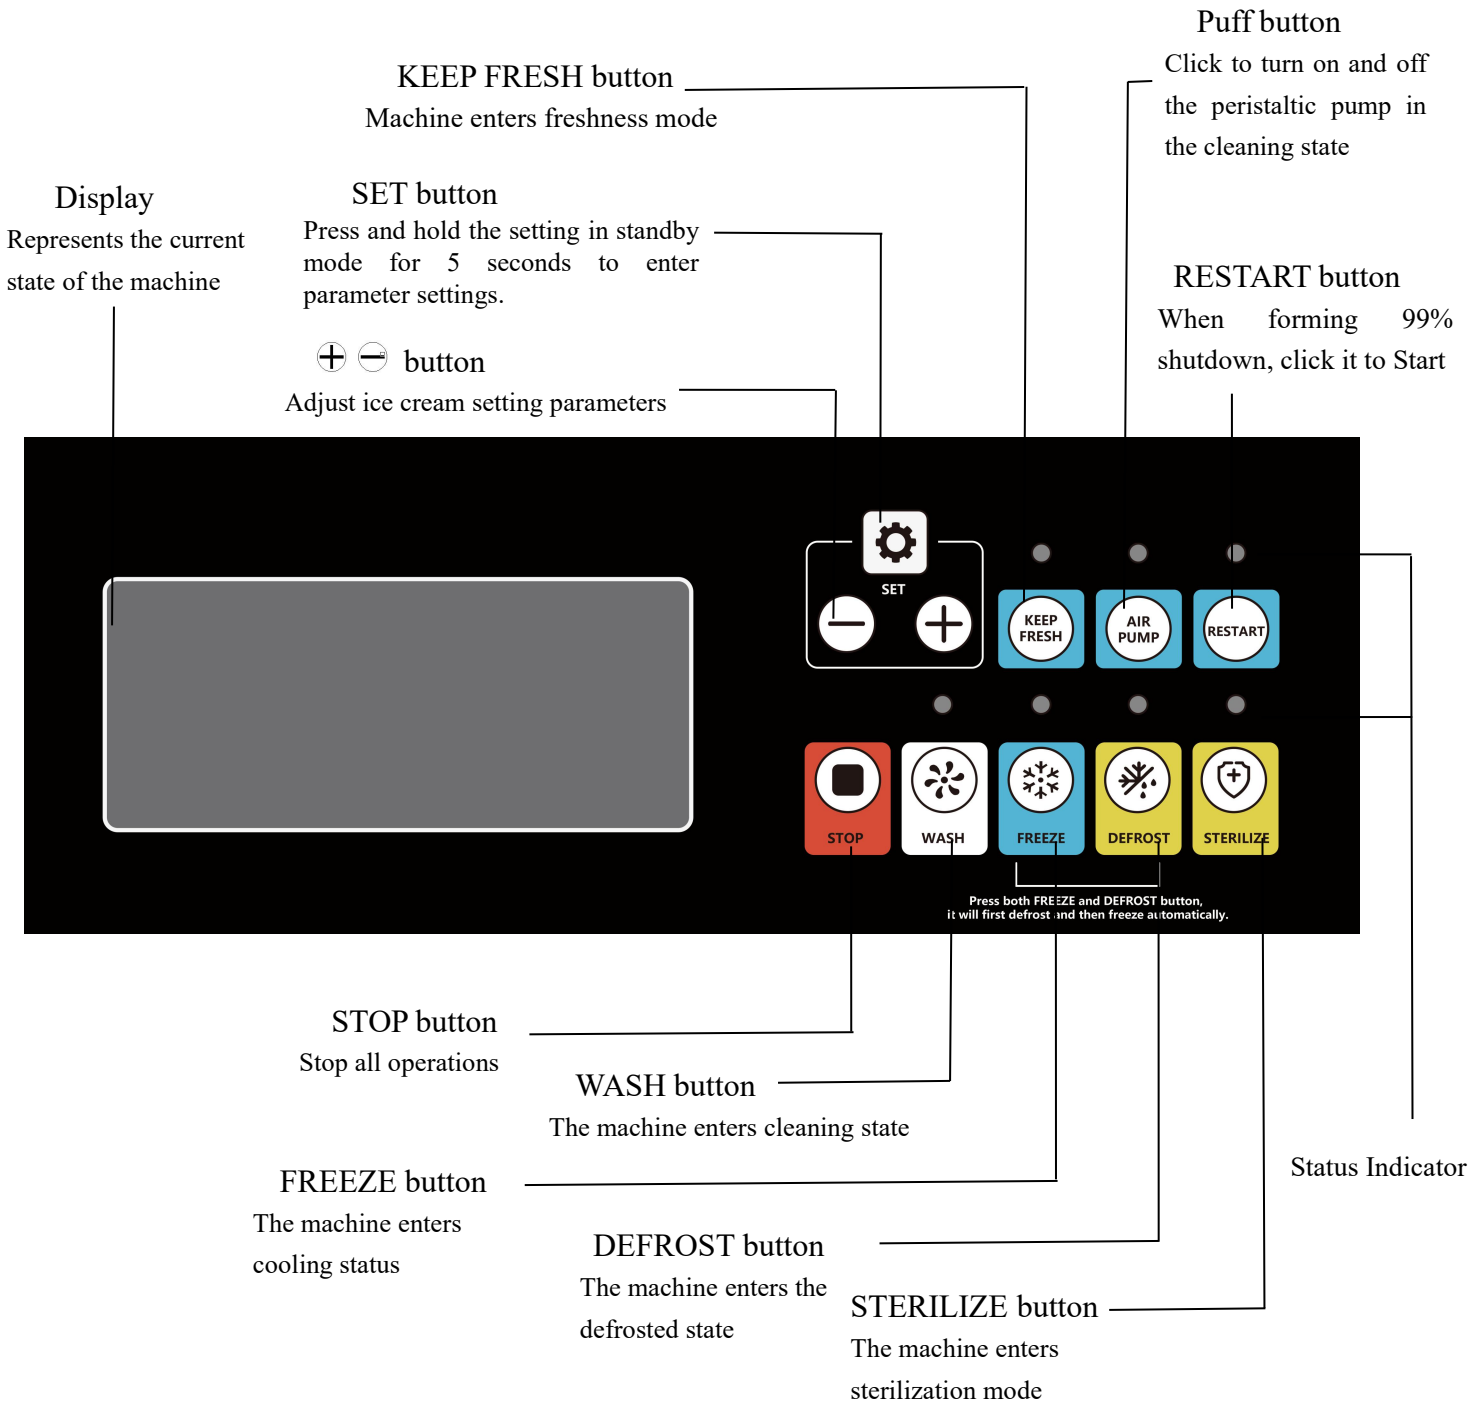 Puff button
Click to turn on and off
the peristaltic pump in
the cleaning state
KEEP FRESH button
Machine enters freshness mode
Display
Represents the current
state of the machine
SET button
Press and hold the setting in standby
mode for 5 seconds to enter
parameter settings.
RESTART button
When forming 99%
shutdown, click it to Start
button
Adjust ice cream setting parameters
SET
KEEP
FRESH
AIR
PUMP
RESTART
STOP
WASH
FREEZE
DEFROST
STERILIZE
Press both FREEZE and DEFROST button,
it will first defrost and then freeze automatically.
STOP button
Stop all operations
WASH button
The machine enters cleaning state
Status Indicator
FREEZE button
The machine enters
cooling status
DEFROST button
The machine enters the
defrosted state
STERILIZE button
The machine enters
sterilization mode